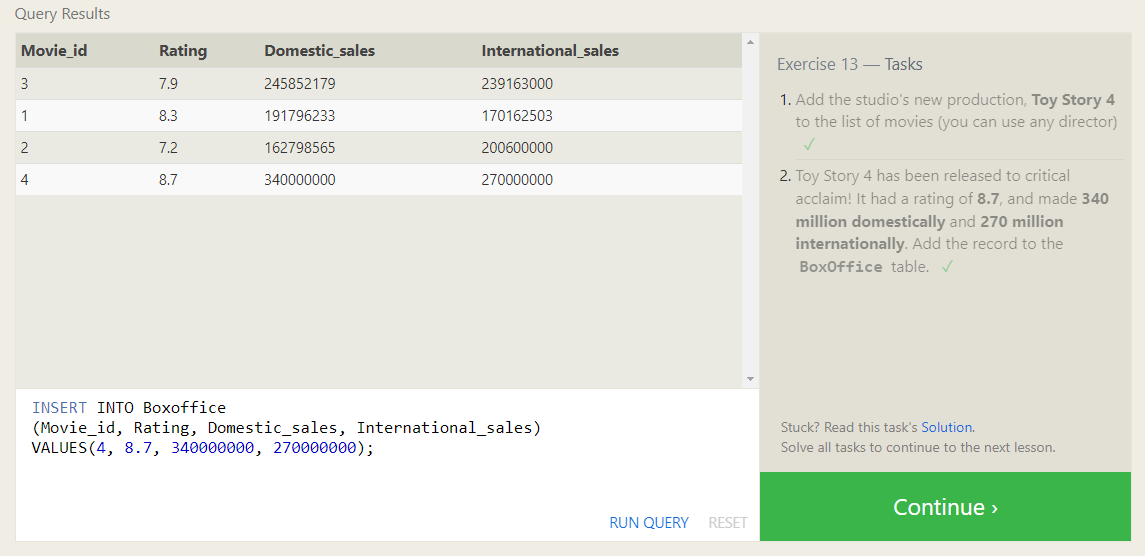 Query Results
Movie_id Rating Domestic_sales International_sales
3 7.9 245852179 239163000
1 8.3 191796233 170162503
2 7.2 162798565 200600000
4 8.7 340000000 270000000
INSERT INTO Boxoffice
(Movie_id, Rating, Domestic_sales, International_sales)
VALUES(4, 8.7, 340000000, 270000000);
RUN QUERY RESET
Exercise 13 — Tasks
1. Add the studio's new production, Toy Story 4
to the list of movies (you can use any director)
✓
2. Toy Story 4 has been released to critical
acclaim! It had a rating of 8.7, and made 340
million domestically and 270 million
internationally. Add the record to the
BoxOffice table. ✓
Stuck? Read this task's Solution.
Solve all tasks to continue to the next lesson.
Continue ›